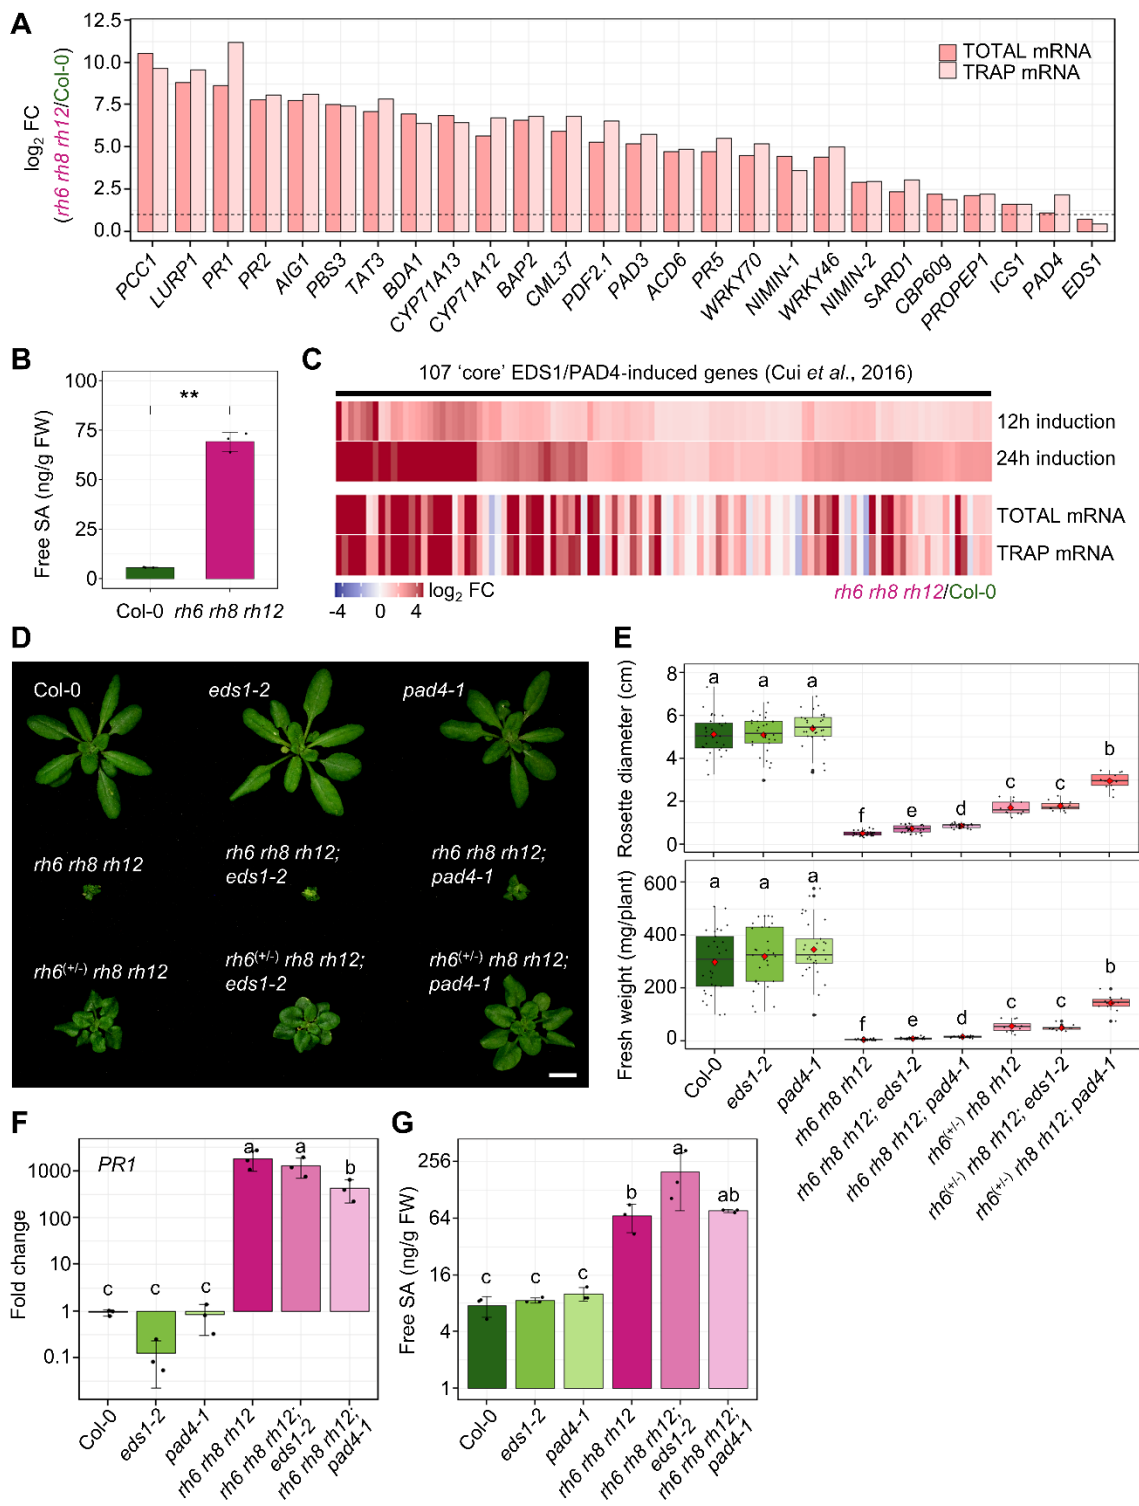 A
12.5
10.0
7.5
5.0
2.5
0.0
log2 FC
(rh6 rh8 rh12/Col-0)
TOTAL mRNA
TRAP mRNA
PCC1
LURP1
PR1
PR2
AIG1
PBS3
TAT3
BDA1
CYP71A13
CYP71A12
BAP2
CML37
PDF2.1
PAD3
ACD6
PR5
WRKY70
NIMIN-1
WRKY46
NIMIN-2
SARD1
CBP60g
PROPEP1
ICS1
PAD4
EDS1
B
100
75
50
25
0
Free SA (ng/g FW)
**
Col-0
rh6 rh8 rh12
C
107 ‘core’ EDS1/PAD4-induced genes (Cui et al., 2016)
12h induction
24h induction
TOTAL mRNA
TRAP mRNA
log2 FC
-4 0 4
rh6 rh8 rh12/Col-0
D
Col-0
eds1-2
pad4-1
rh6 rh8 rh12
rh6 rh8 rh12;
eds1-2
rh6 rh8 rh12;
pad4-1
rh6(+/-) rh8 rh12
rh6(+/-) rh8 rh12;
eds1-2
rh6(+/-) rh8 rh12;
pad4-1
E
Rosette diameter (cm)
8
6
4
2
0
a a a f e d c c b
Fresh weight (mg/plant)
600
400
200
0
a a a f e d c c b
Col-0
eds1-2
pad4-1
rh6 rh8 rh12
rh6 rh8 rh12; eds1-2
rh6 rh8 rh12; pad4-1
rh6(+/-) rh8 rh12
rh6(+/-) rh8 rh12; eds1-2
rh6(+/-) rh8 rh12; pad4-1
F
PR1
Fold change
1000
100
10
1
0.1
c c c a a b
Col-0
eds1-2
pad4-1
rh6 rh8 rh12
rh6 rh8 rh12;
eds1-2
rh6 rh8 rh12;
pad4-1
G
Free SA (ng/g FW)
256
64
16
4
1
c c c b a ab
Col-0
eds1-2
pad4-1
rh6 rh8 rh12
rh6 rh8 rh12;
eds1-2
rh6 rh8 rh12;
pad4-1